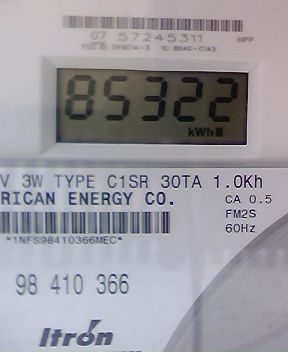 07 57245311
85322
kWh
V 3W TYPE C1SR 30TA 1.0Kh
RICAN ENERGY CO.
CA 0.5
FM2S
60Hz
*1NFS98410366MEC*
98 410 366
Itrón